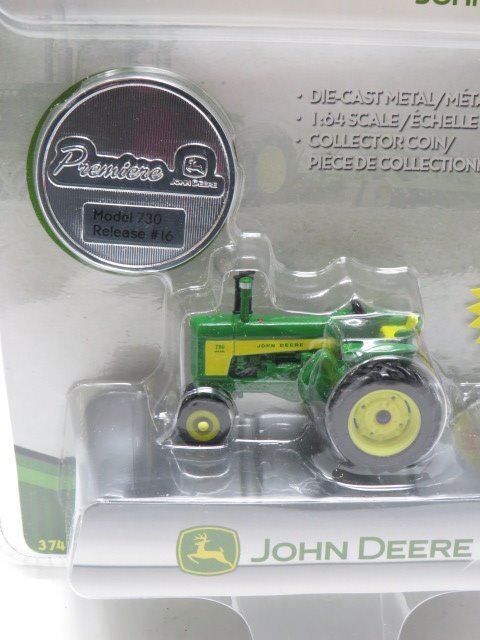 JOHN
• DIE-CAST METAL/MÉTA
• 1:64 SCALE/ÉCHELLE
• COLLECTOR COIN/
PIÈCE DE COLLECTION
Premiere
JOHN DEERE
Model 730
Release #16
JOHN DEERE
374
JOHN DEERE